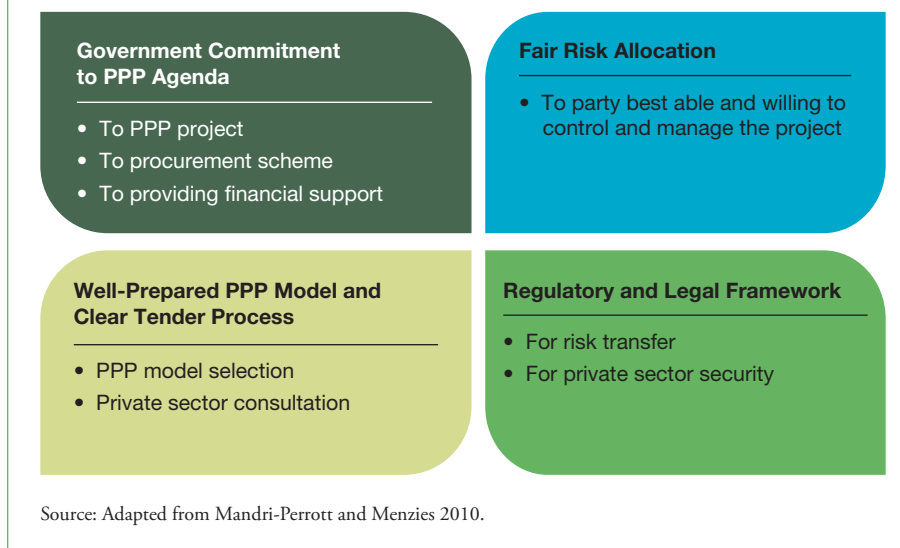 Government Commitment
to PPP Agenda
• To PPP project
• To procurement scheme
• To providing financial support
Fair Risk Allocation
• To party best able and willing to
control and manage the project
Well-Prepared PPP Model and
Clear Tender Process
• PPP model selection
• Private sector consultation
Regulatory and Legal Framework
• For risk transfer
• For private sector security
Source: Adapted from Mandri-Perrott and Menzies 2010.